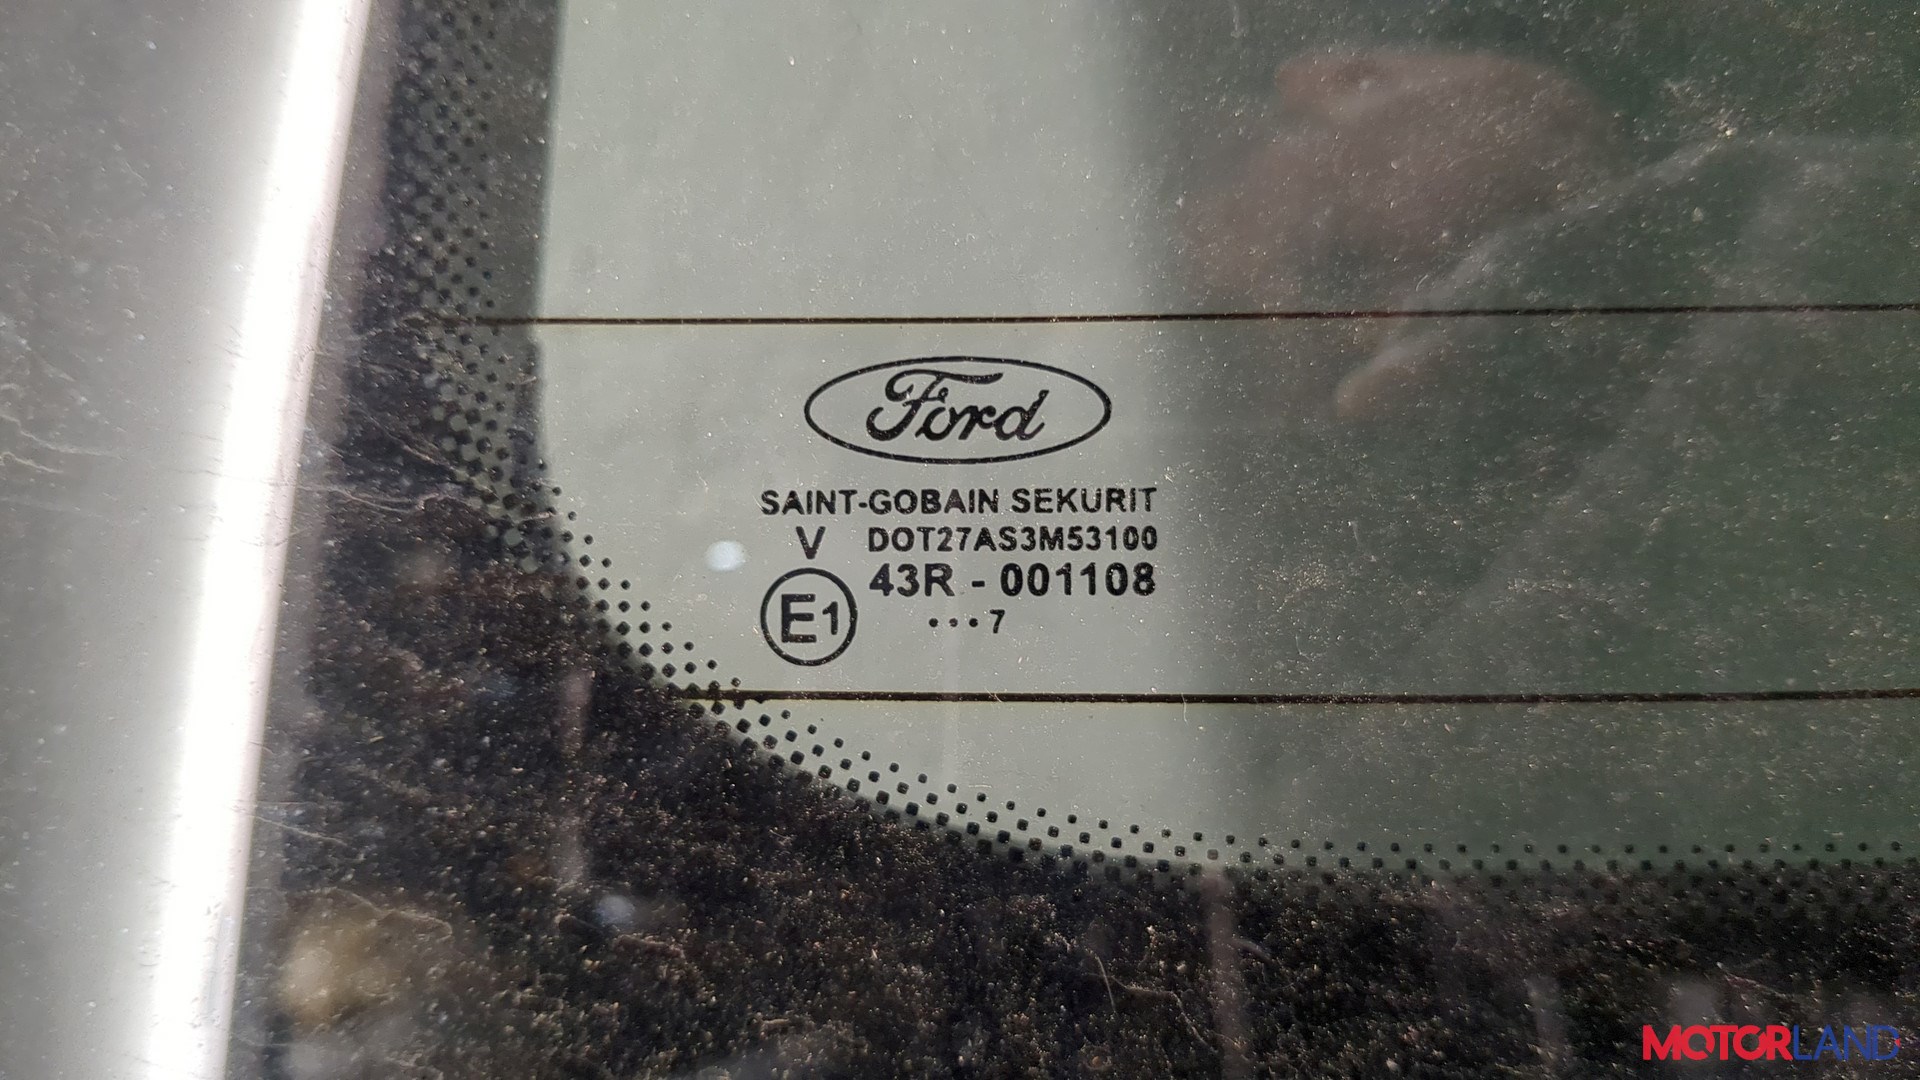 Ford
SAINT-GOBAIN SEKURIT
V DOT27AS3M53100
E1 43R - 001108
•••7
MOTORLAND